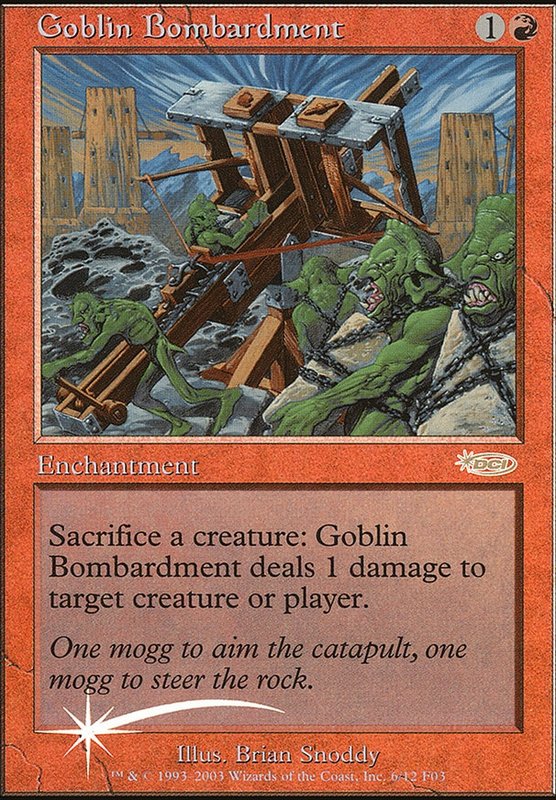 Goblin Bombardment 1
Enchantment
DCI
Sacrifice a creature: Goblin
Bombardment deals 1 damage to
target creature or player.
One mogg to aim the catapult, one
mogg to steer the rock.
Illus. Brian Snoddy
™ & © 1993-2003 Wizards of the Coast, Inc. 6/12 F03